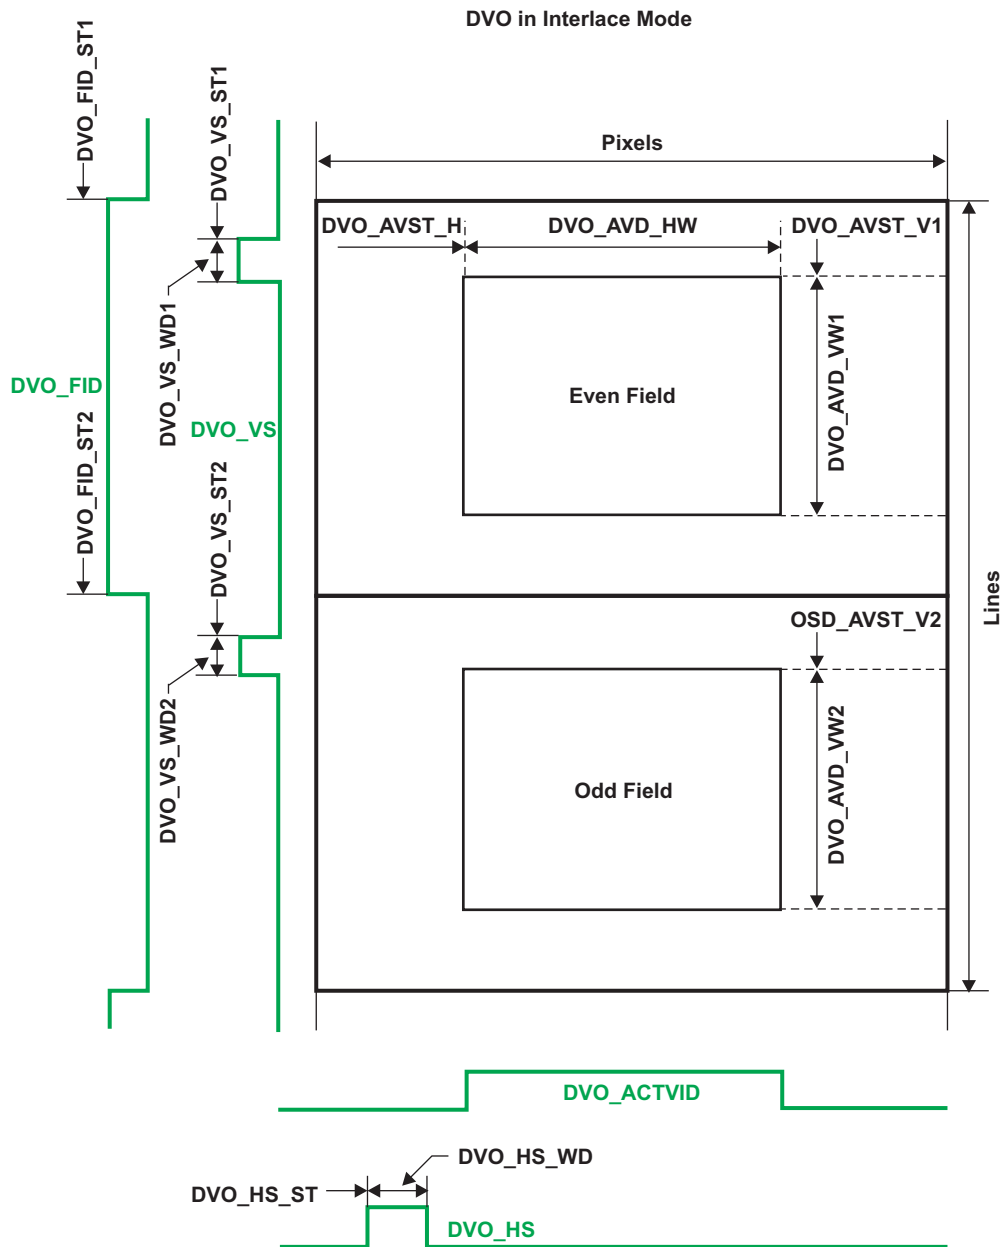 DVO in Interlace Mode
DVO_FID_ST1
DVO_VS_ST1
Pixels
DVO_AVST_H
DVO_AVD_HW
DVO_AVST_V1
DVO_VS_WD1
DVO_AVD_VW1
DVO_FID
Even Field
DVO_VS
DVO_FID_ST2
DVO_VS_ST2
Lines
OSD_AVST_V2
DVO_VS_WD2
DVO_AVD_VW2
Odd Field
DVO_ACTVID
DVO_HS_WD
DVO_HS_ST
DVO_HS